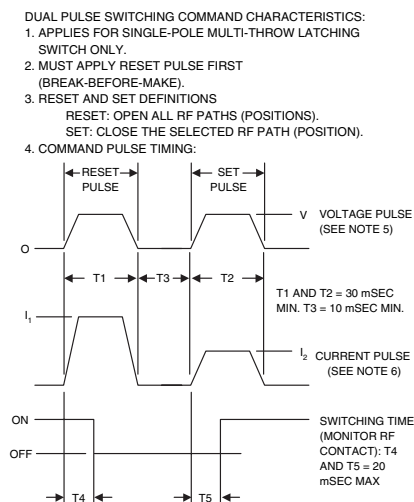 DUAL PULSE SWITCHING COMMAND CHARACTERISTICS:
1. APPLIES FOR SINGLE-POLE MULTI-THROW LATCHING
SWITCH ONLY.
2. MUST APPLY RESET PULSE FIRST
(BREAK-BEFORE-MAKE).
3. RESET AND SET DEFINITIONS
RESET: OPEN ALL RF PATHS (POSITIONS).
SET: CLOSE THE SELECTED RF PATH (POSITION).
4. COMMAND PULSE TIMING:
RESET
PULSE
SET
PULSE
V VOLTAGE PULSE
(SEE NOTE 5)
O
T1
T3
T2
T1 AND T2 = 30 mSEC
MIN. T3 = 10 mSEC MIN.
I₁
I₂ CURRENT PULSE
(SEE NOTE 6)
ON
OFF
SWITCHING TIME
(MONITOR RF
CONTACT): T4
AND T5 = 20
mSEC MAX
T4
T5